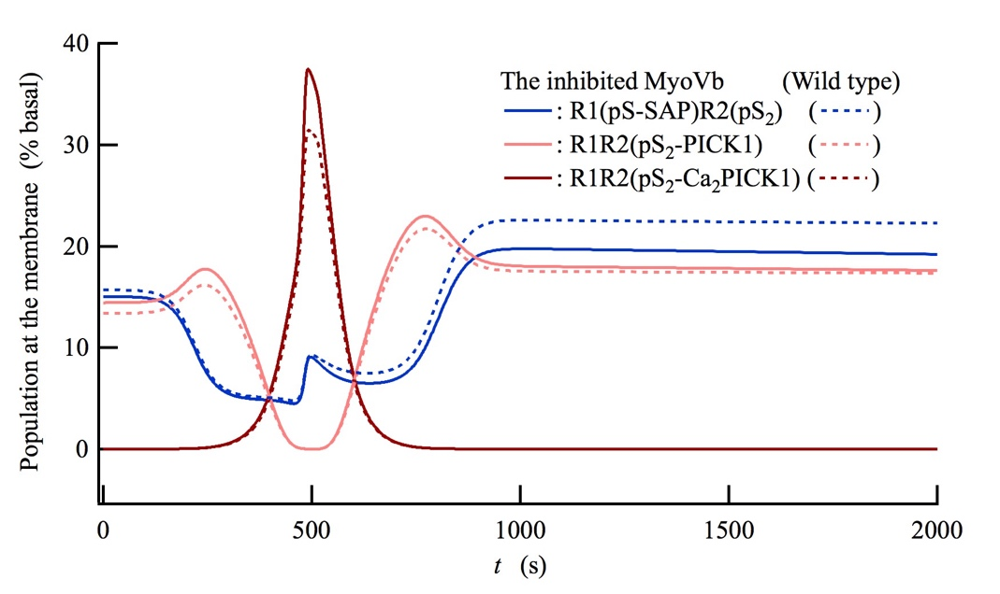 40
30
20
10
0
Population at the membrane (% basal)
The inhibited MyoVb (Wild type)
: R1(pS-SAP)R2(pS₂) ( )
: R1R2(pS₂-PICK1) ( )
: R1R2(pS₂-Ca₂PICK1) ( )
0 500 1000 1500 2000
t (s)